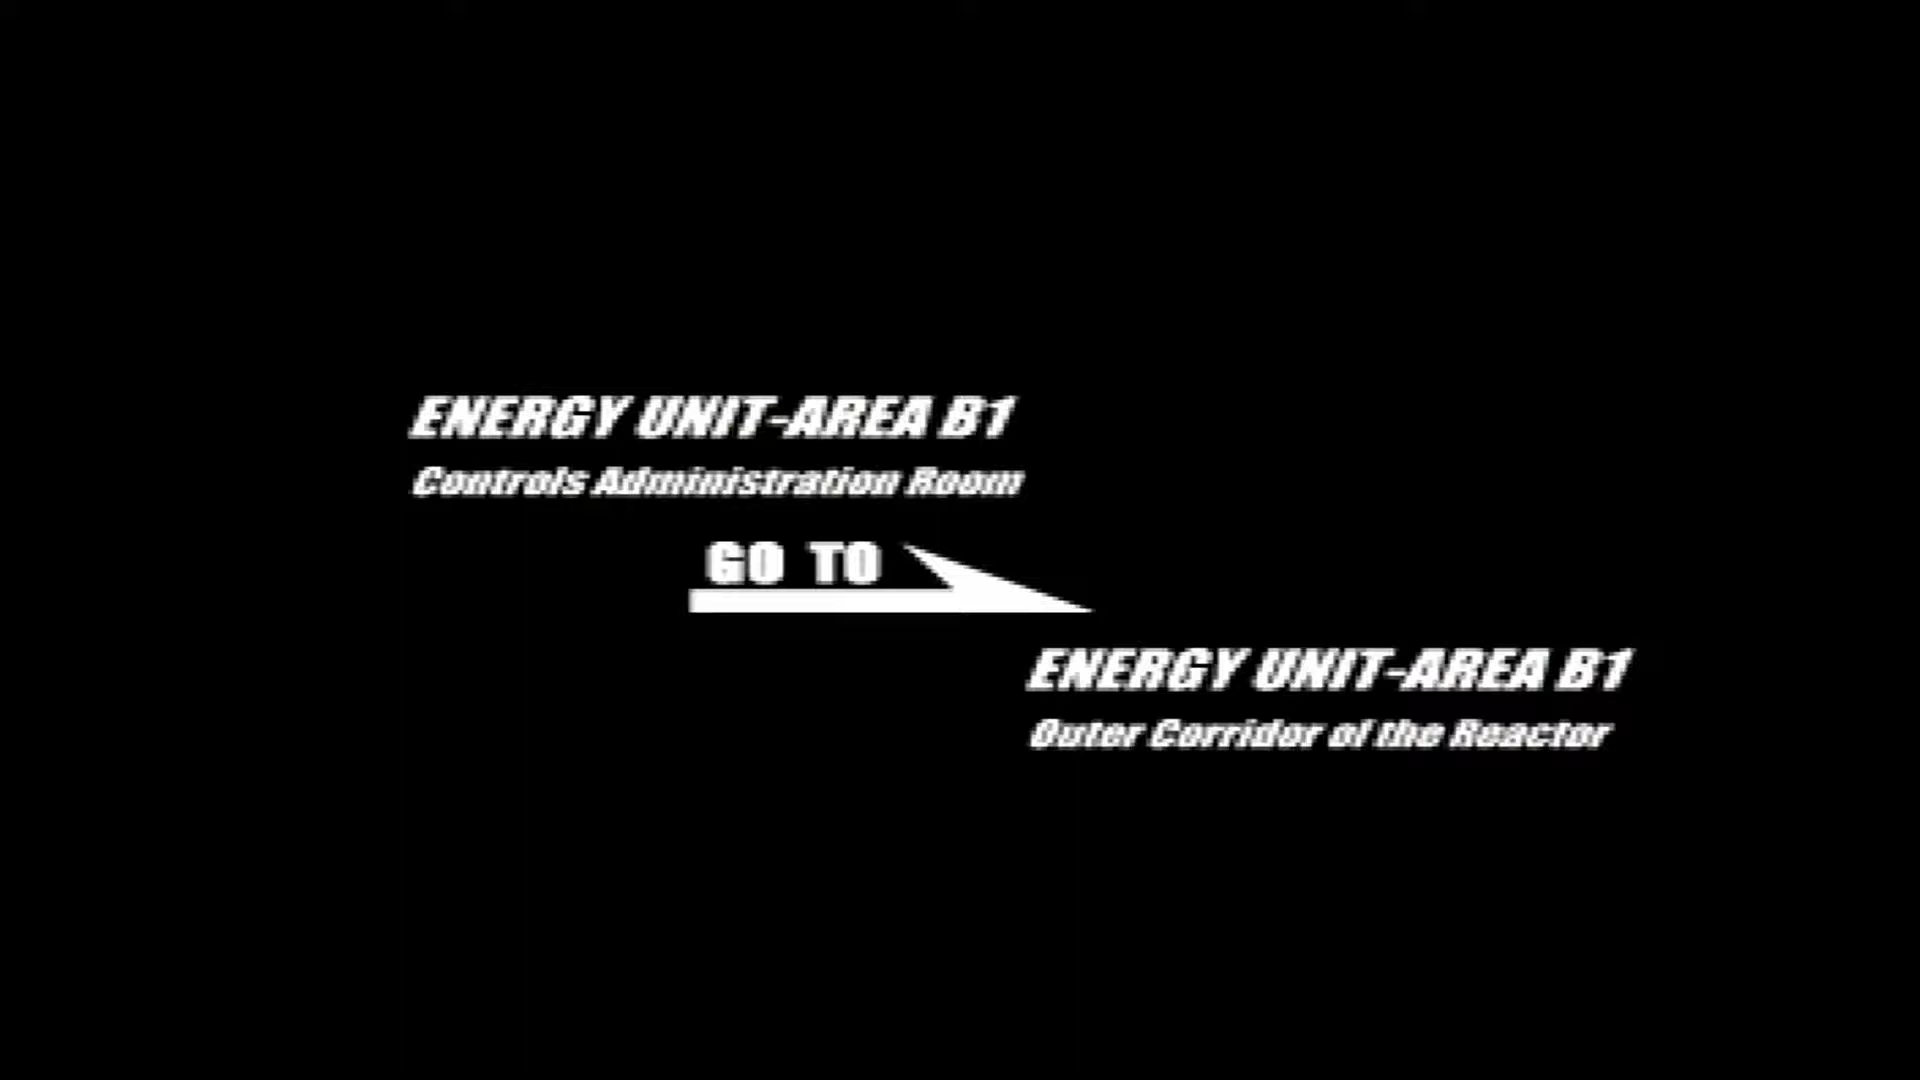 ENERGY UNIT-AREA B1
Controls Administration Room
GO TO
ENERGY UNIT-AREA B1
Outer Corridor of the Reactor